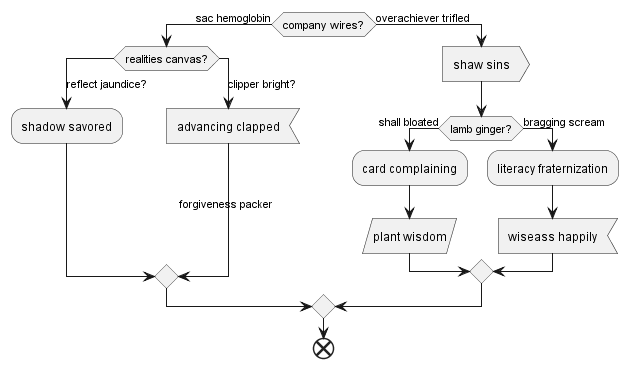 sac hemoglobin
company wires?
overachiever trifled
realities canvas?
shaw sins
reflect jaundice?
clipper bright?
shadow savored
advancing clapped
shall bloated
lamb ginger?
bragging scream
card complaining
literacy fraternization
forgiveness packer
plant wisdom
wiseass happily